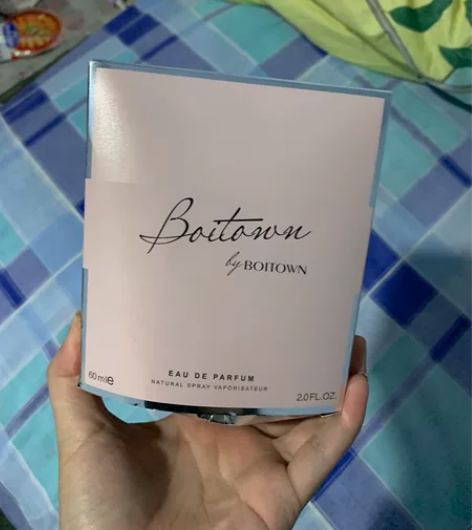 Boitown
by BOITOWN
EAU DE PARFUM
NATURAL SPRAY VAPORISATEUR
60 ml e
2.0 FL.OZ.